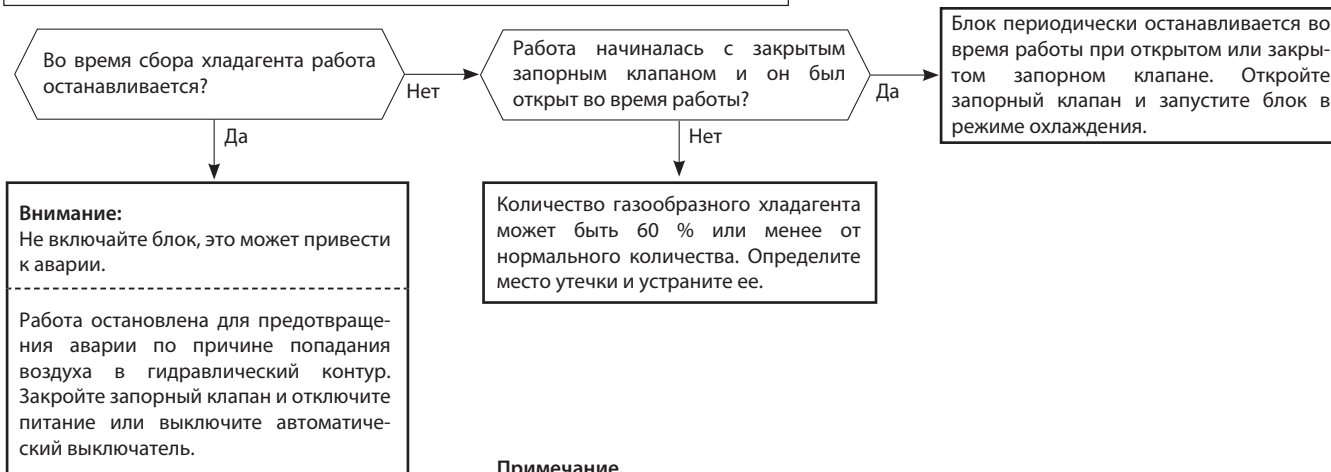 Во время сбора хладагента работа
останавливается?
Нет
Да
Работа начиналась с закрытым
запорным клапаном и он был
открыт во время работы?
Да
Нет
Блок периодически останавливается во
время работы при открытом или закры-
том запорном клапане. Откройте
запорный клапан и запустите блок в
режиме охлаждения.
Внимание:
Не включайте блок, это может привести
к аварии.
Работа остановлена для предотвраще-
ния аварии по причине попадания
воздуха в гидравлический контур.
Закройте запорный клапан и отключите
питание или выключите автоматиче-
ский выключатель.
Количество газообразного хладагента
может быть 60 % или менее от
нормального количества. Определите
место утечки и устраните ее.
Примечание